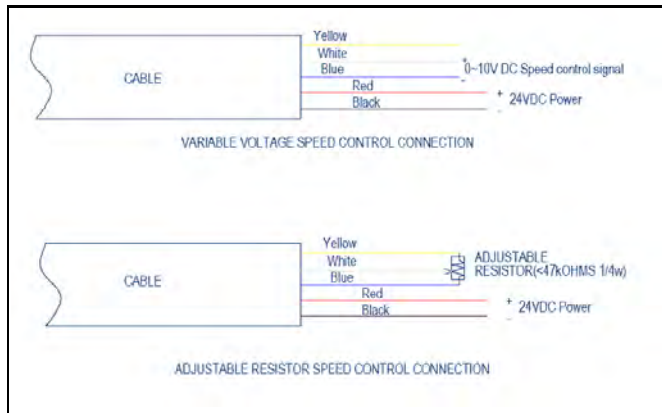 Yellow
White
Blue
CABLE
+
0~10V DC Speed control signal
-
Red
Black
+ 24VDC Power
-
VARIABLE VOLTAGE SPEED CONTROL CONNECTION
Yellow
White
Blue
CABLE
ADJUSTABLE
RESISTOR(<47kOHMS 1/4w)
Red
Black
+ 24VDC Power
-
ADJUSTABLE RESISTOR SPEED CONTROL CONNECTION